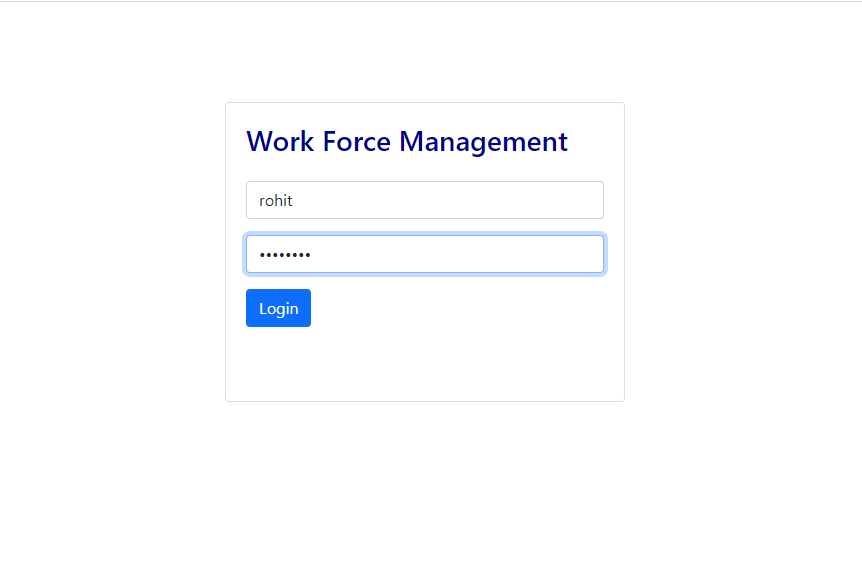 Work Force Management
rohit
••••••••
Login